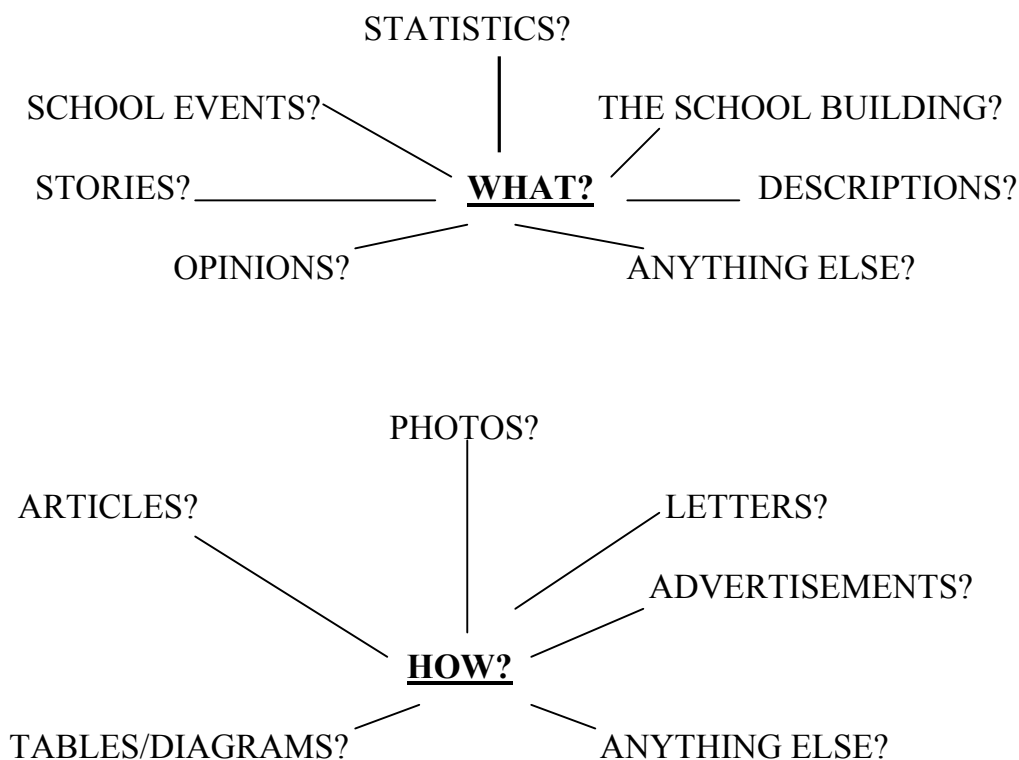 STATISTICS?
SCHOOL EVENTS?
THE SCHOOL BUILDING?
STORIES?
WHAT?
DESCRIPTIONS?
OPINIONS?
ANYTHING ELSE?
PHOTOS?
ARTICLES?
LETTERS?
ADVERTISEMENTS?
HOW?
TABLES/DIAGRAMS?
ANYTHING ELSE?